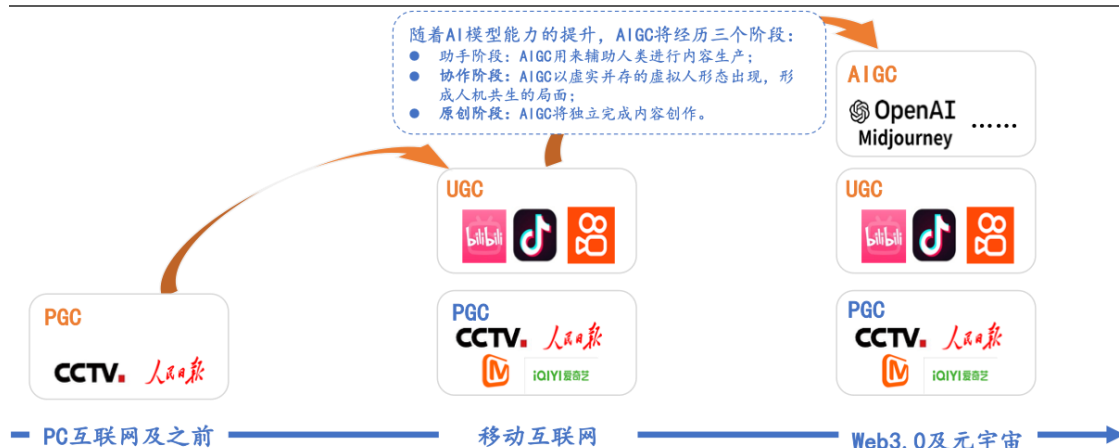 随着AI模型能力的提升，AIGC将经历三个阶段：
● 助手阶段：AIGC用来辅助人类进行内容生产；
● 协作阶段：AIGC以虚实并存的虚拟人形态出现，形
成人机共生的局面；
● 原创阶段：AIGC将独立完成内容创作。
AIGC
OpenAI ……
Midjourney
UGC
bilibili
UGC
bilibili
PGC
CCTV. 人民日报
PGC
CCTV. 人民日报
iQIYI爱奇艺
PGC
CCTV. 人民日报
iQIYI爱奇艺
PC互联网及之前
移动互联网
Web3.0及元宇宙